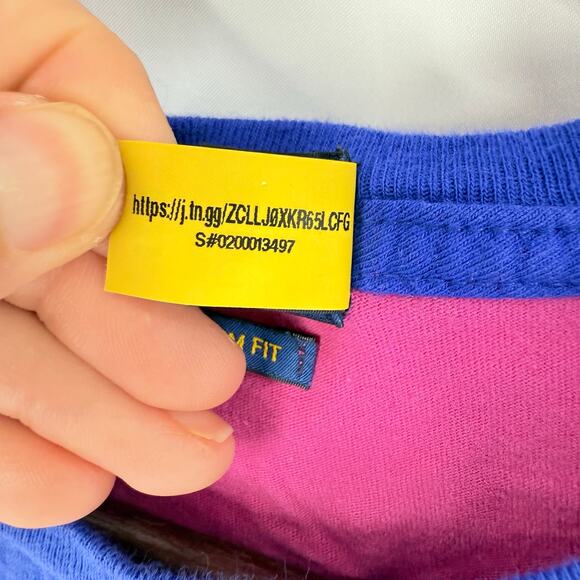 https://j.tn.gg/ZCLLJ0XKR65LCFG
S#0200013497
M FIT